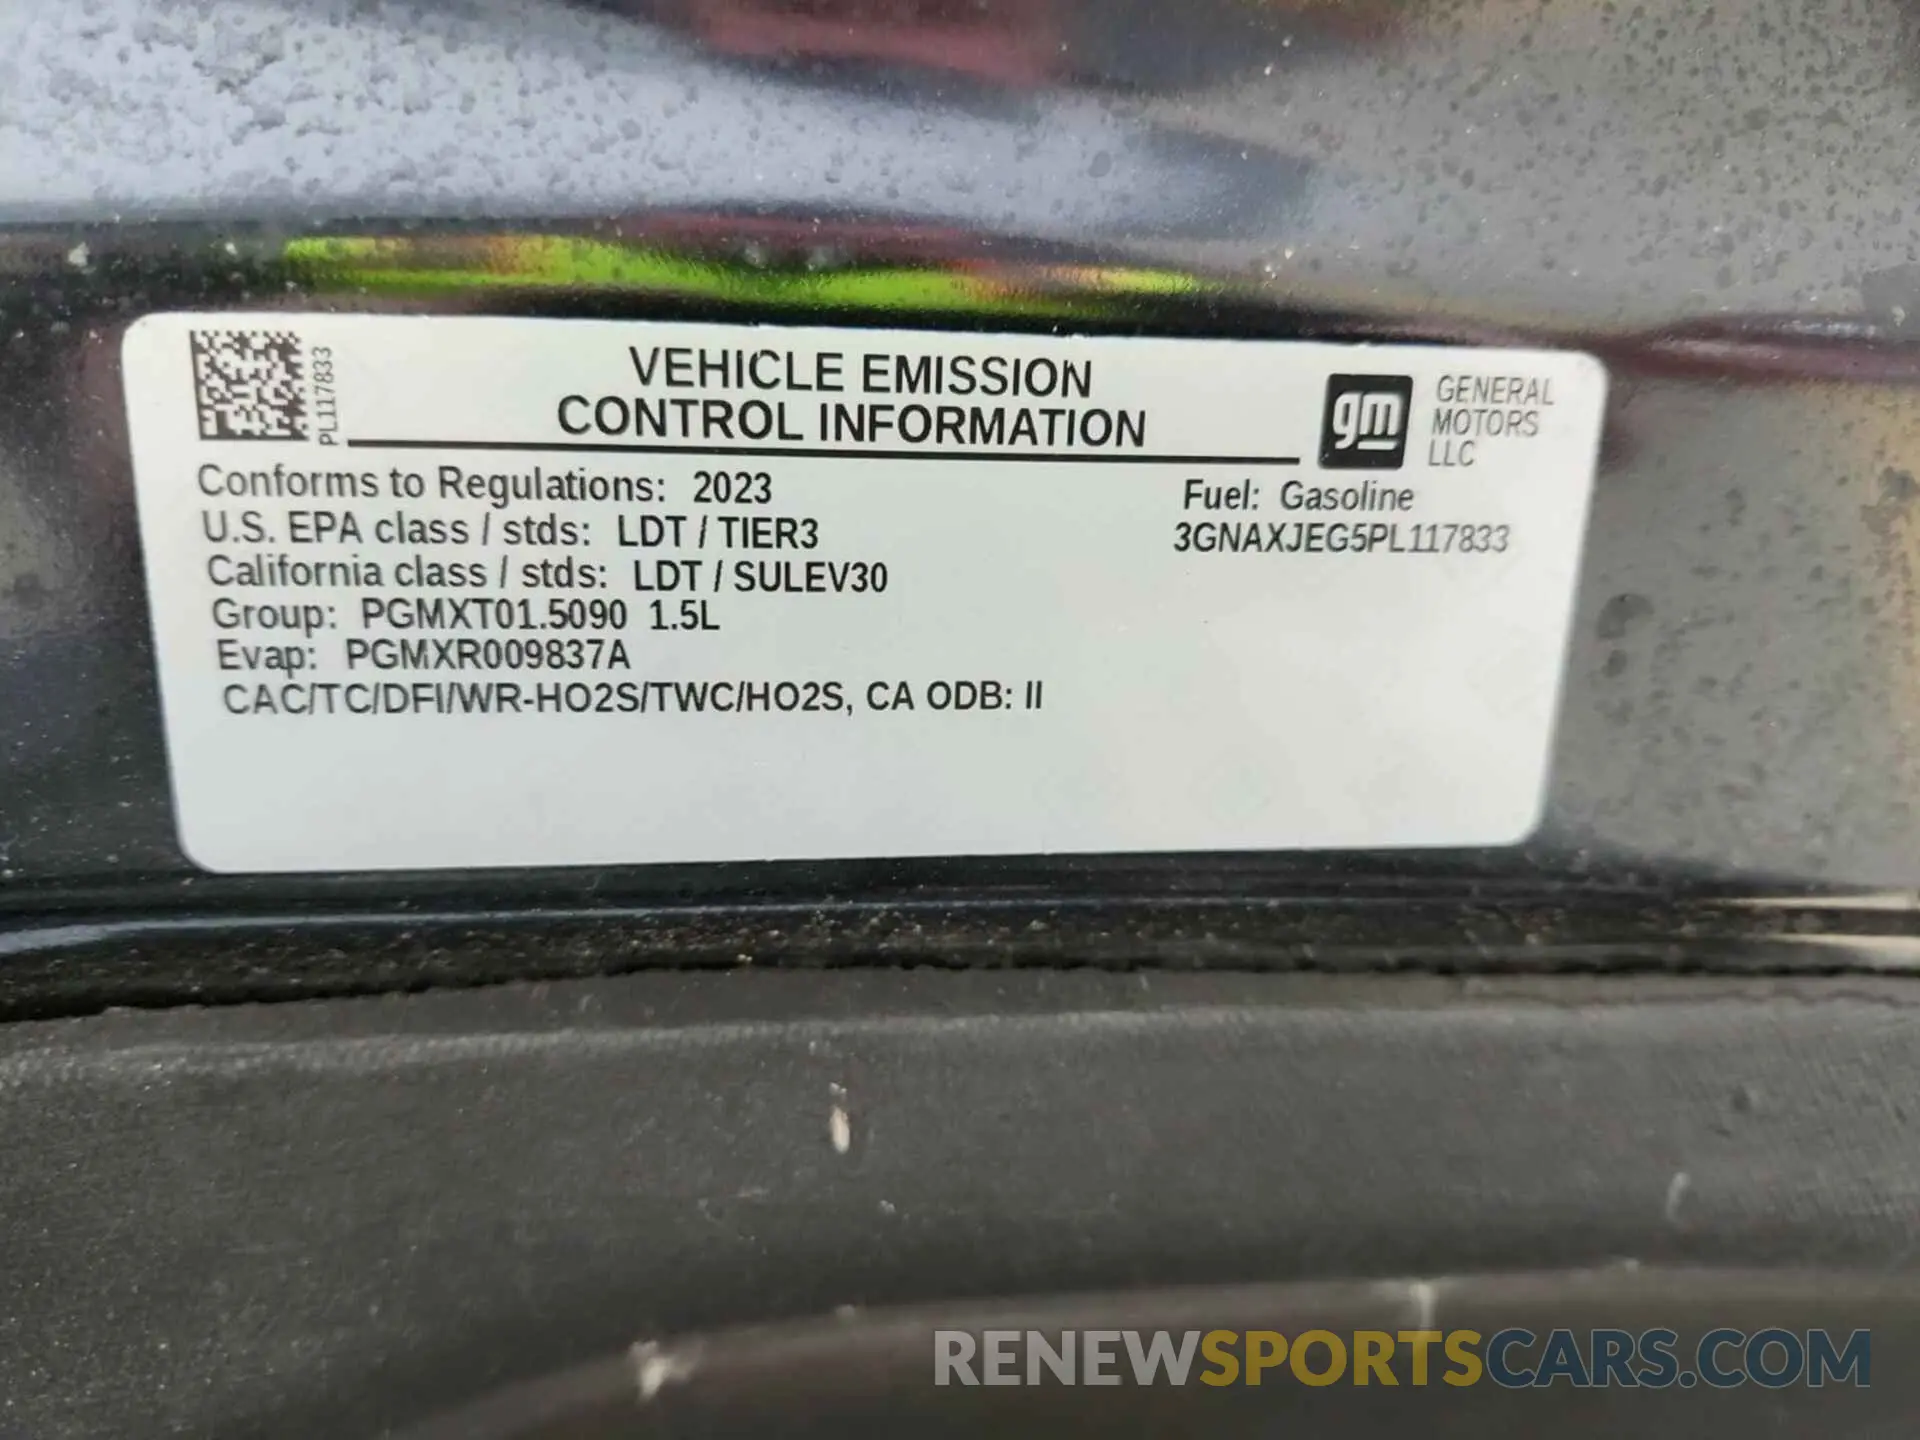 PL117833
VEHICLE EMISSION
CONTROL INFORMATION
gm
GENERAL
MOTORS
LLC
Conforms to Regulations: 2023
U.S. EPA class / stds: LDT / TIER3
California class / stds: LDT / SULEV30
Group: PGMXT01.5090 1.5L
Evap: PGMXR009837A
CAC/TC/DFI/WR-HO2S/TWC/HO2S, CA ODB: II
Fuel: Gasoline
3GNAXJEG5PL117833
RENEWSPORTSCARS.COM